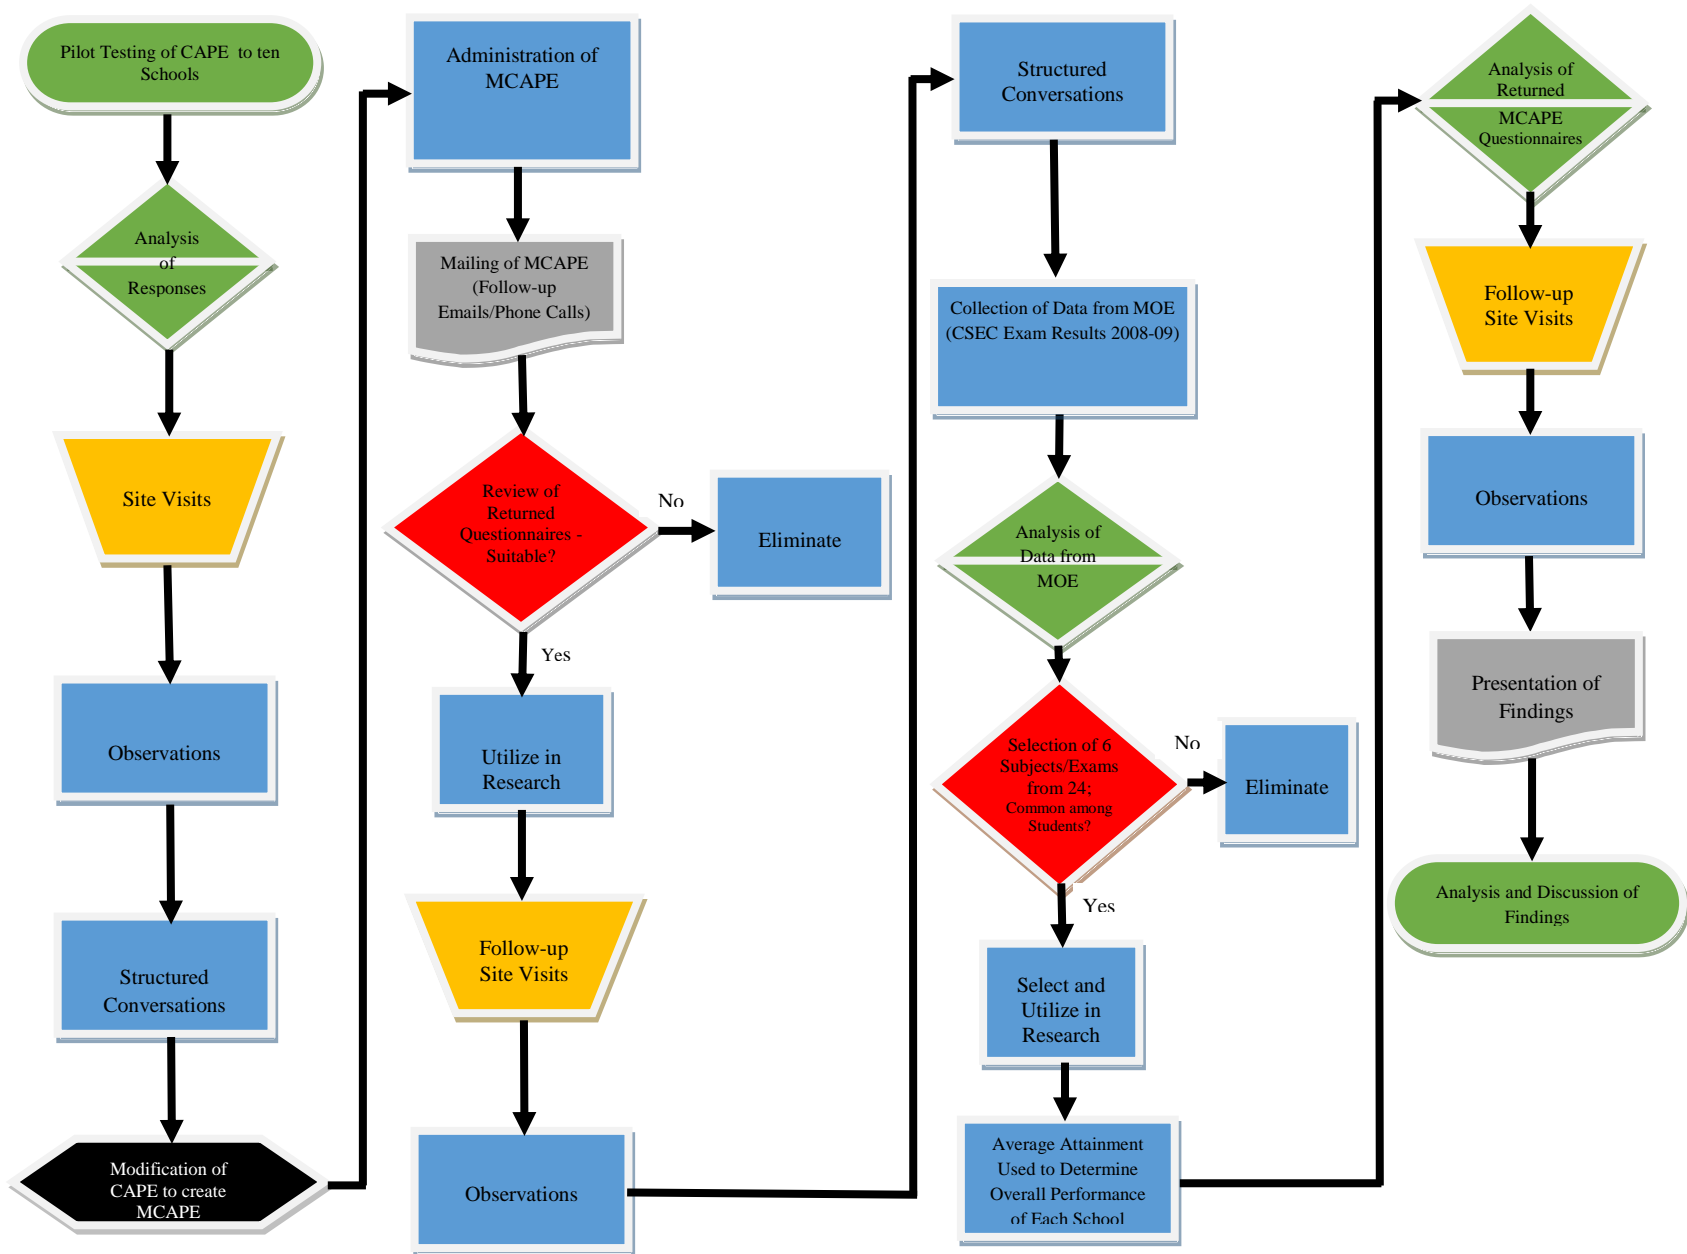 Pilot Testing of CAPE to ten
Schools
Analysis
of
Responses
Site Visits
Observations
Structured
Conversations
Modification of
CAPE to create
MCAPE
Administration of
MCAPE
Mailing of MCAPE
(Follow-up
Emails/Phone Calls)
Review of
Returned
Questionnaires -
Suitable?
No
Eliminate
Yes
Utilize in
Research
Follow-up
Site Visits
Observations
Structured
Conversations
Collection of Data from MOE
(CSEC Exam Results 2008-09)
Analysis of
Data from
MOE
Selection of 6
Subjects/Exams
from 24;
Common among
Students?
No
Eliminate
Yes
Select and
Utilize in
Research
Average Attainment
Used to Determine
Overall Performance
of Each School
Analysis of
Returned
MCAPE
Questionnaires
Follow-up
Site Visits
Observations
Presentation of
Findings
Analysis and Discussion of
Findings